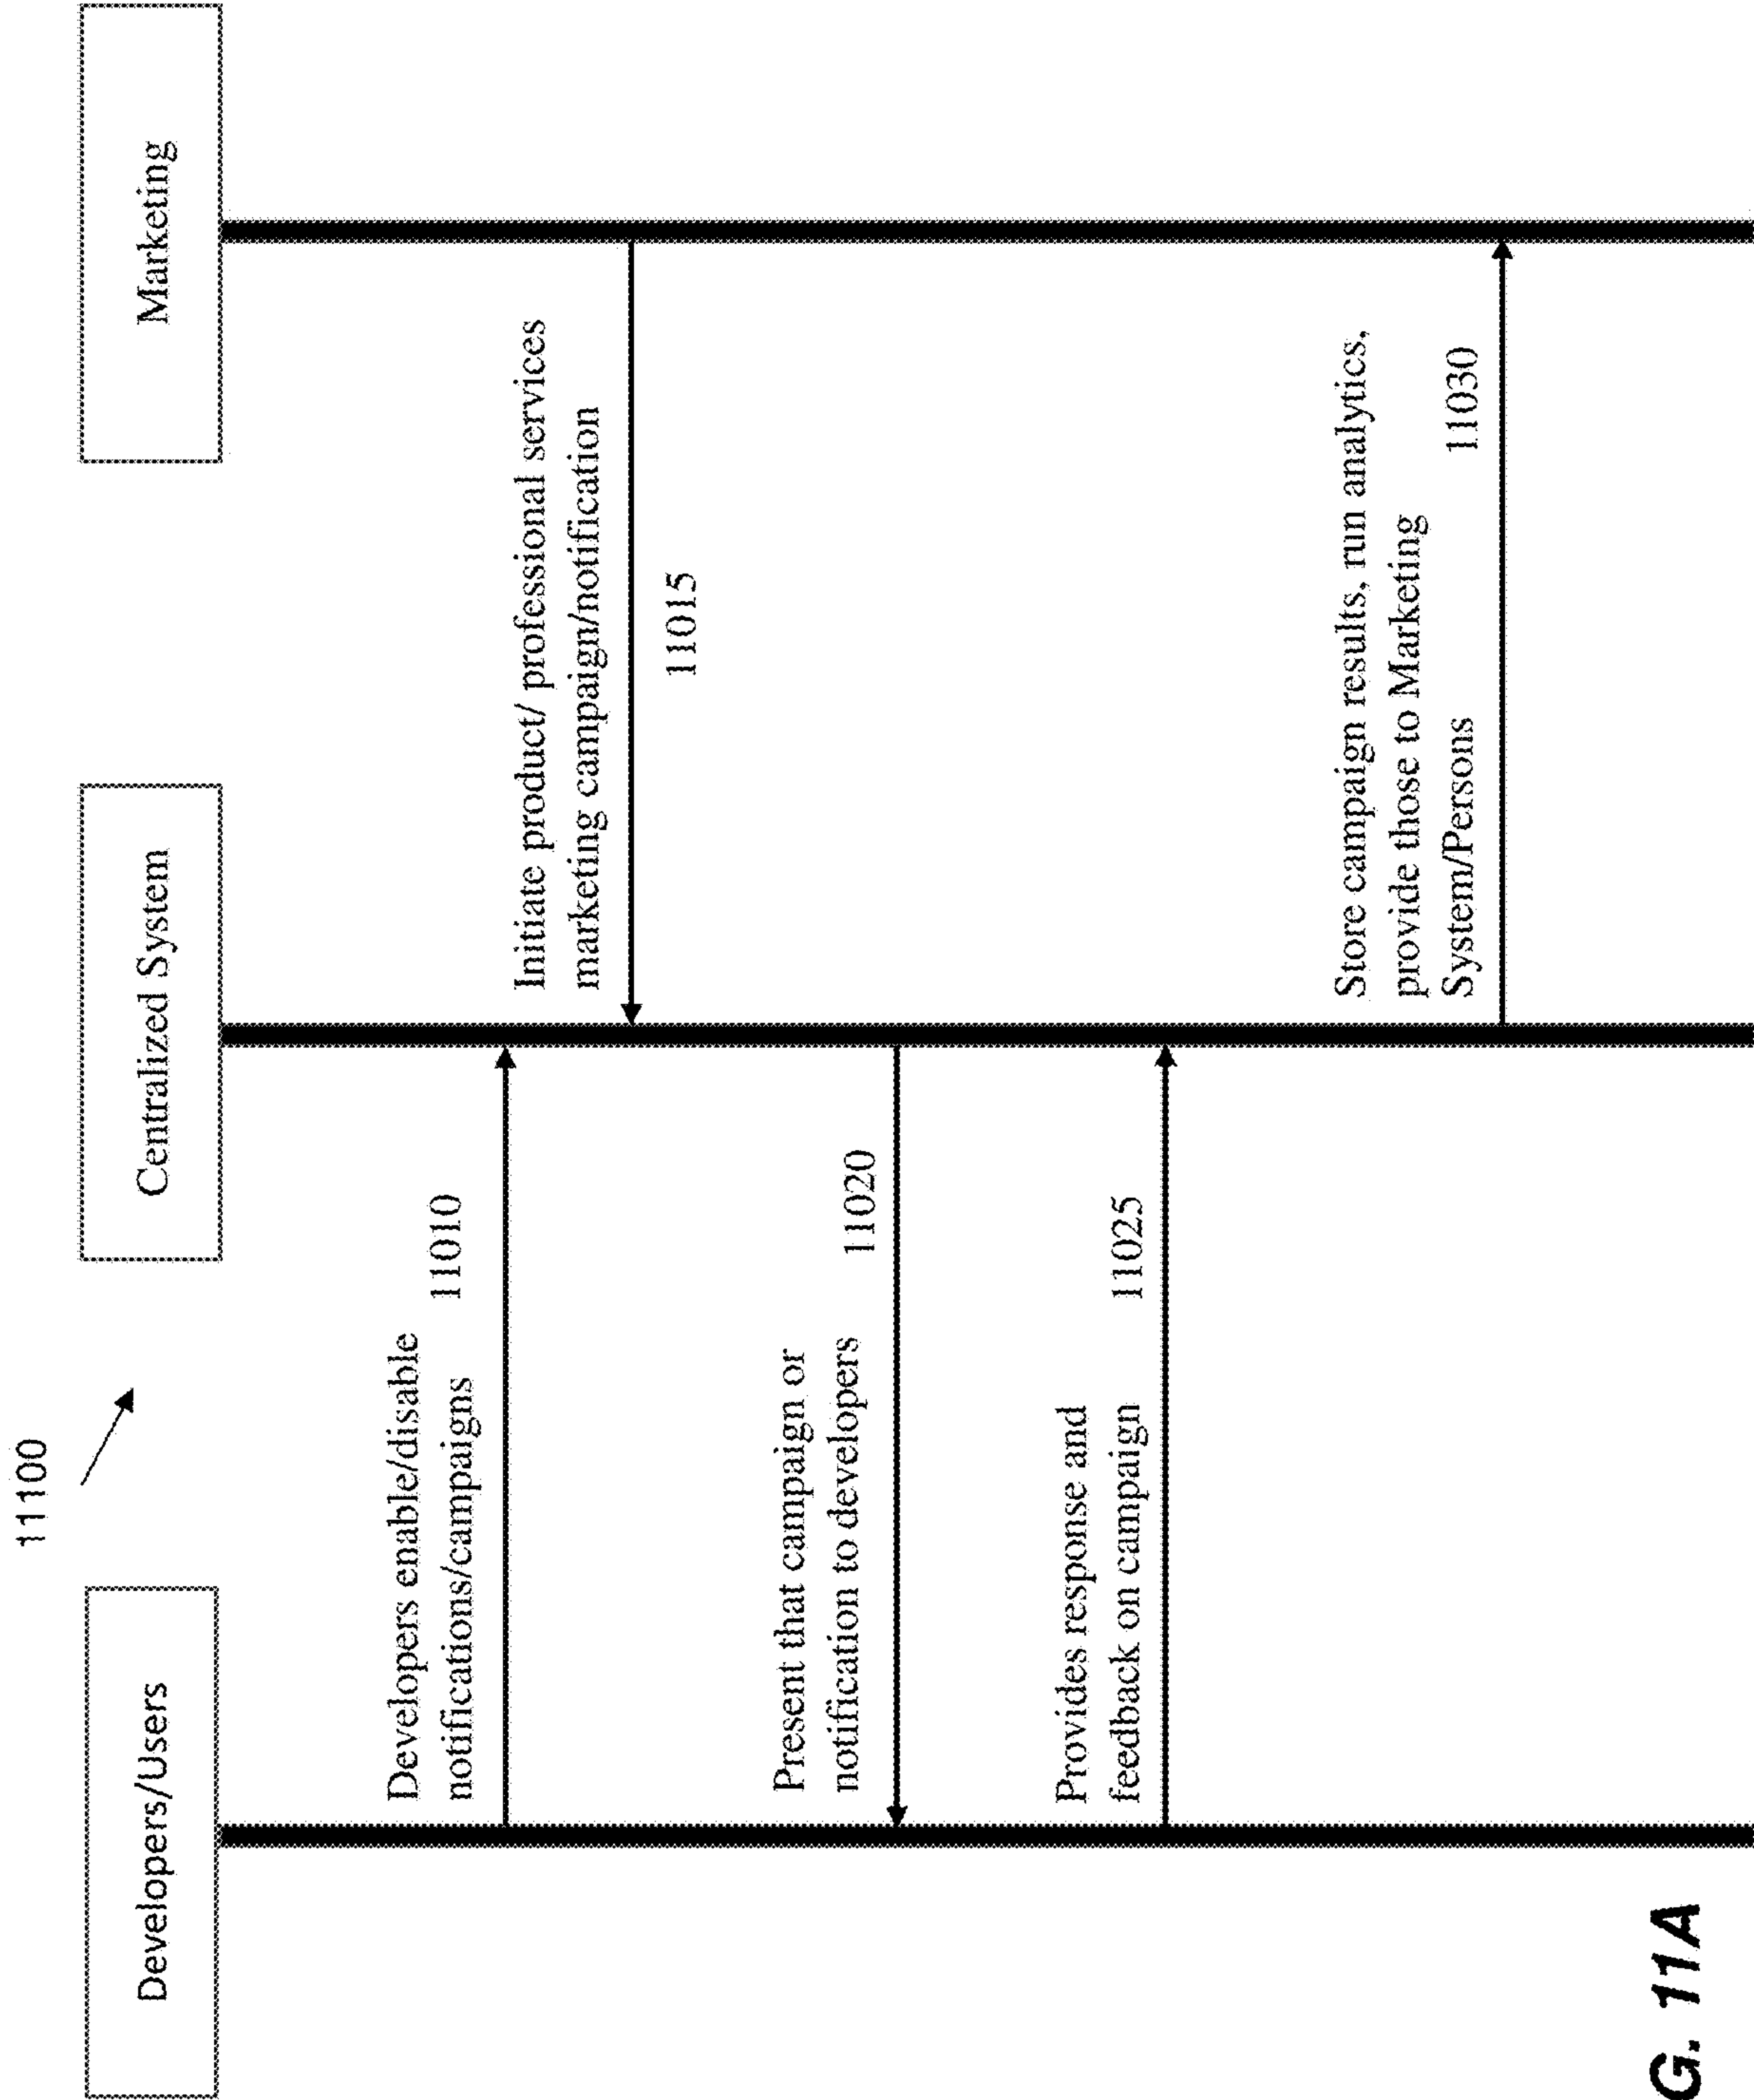 11100
Developers/Users
Centralized System
Marketing
Developers enable/disable
notifications/campaigns
11010
Initiate product/ professional services
marketing campaign/notification
11015
Present that campaign or
notification to developers
11020
Provides response and
feedback on campaign
11025
Store campaign results, run analytics,
provide those to Marketing
System/Persons
11030
G. 11A